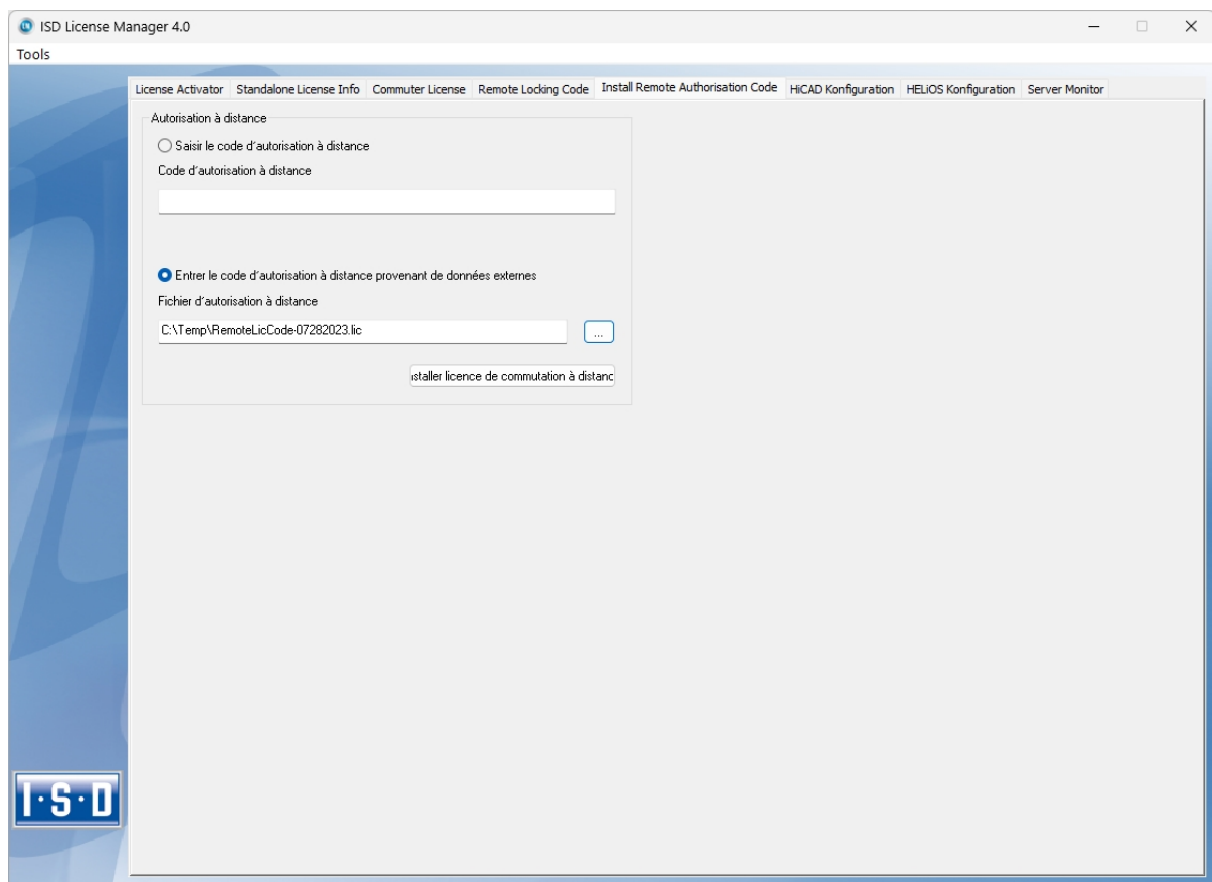 ISD License Manager 4.0
Tools
License Activator Standalone License Info Commuter License Remote Locking Code Install Remote Authorisation Code HiCAD Konfiguration HELiOS Konfiguration Server Monitor
Autorisation à distance
Saisir le code d´autorisation à distance
Code d´autorisation à distance
Entrer le code d´autorisation à distance provenant de données externes
Fichier d´autorisation à distance
C:\Temp\RemoteLicCode-07282023.lic
...
staller licence de commutation à distanc
I·S·D